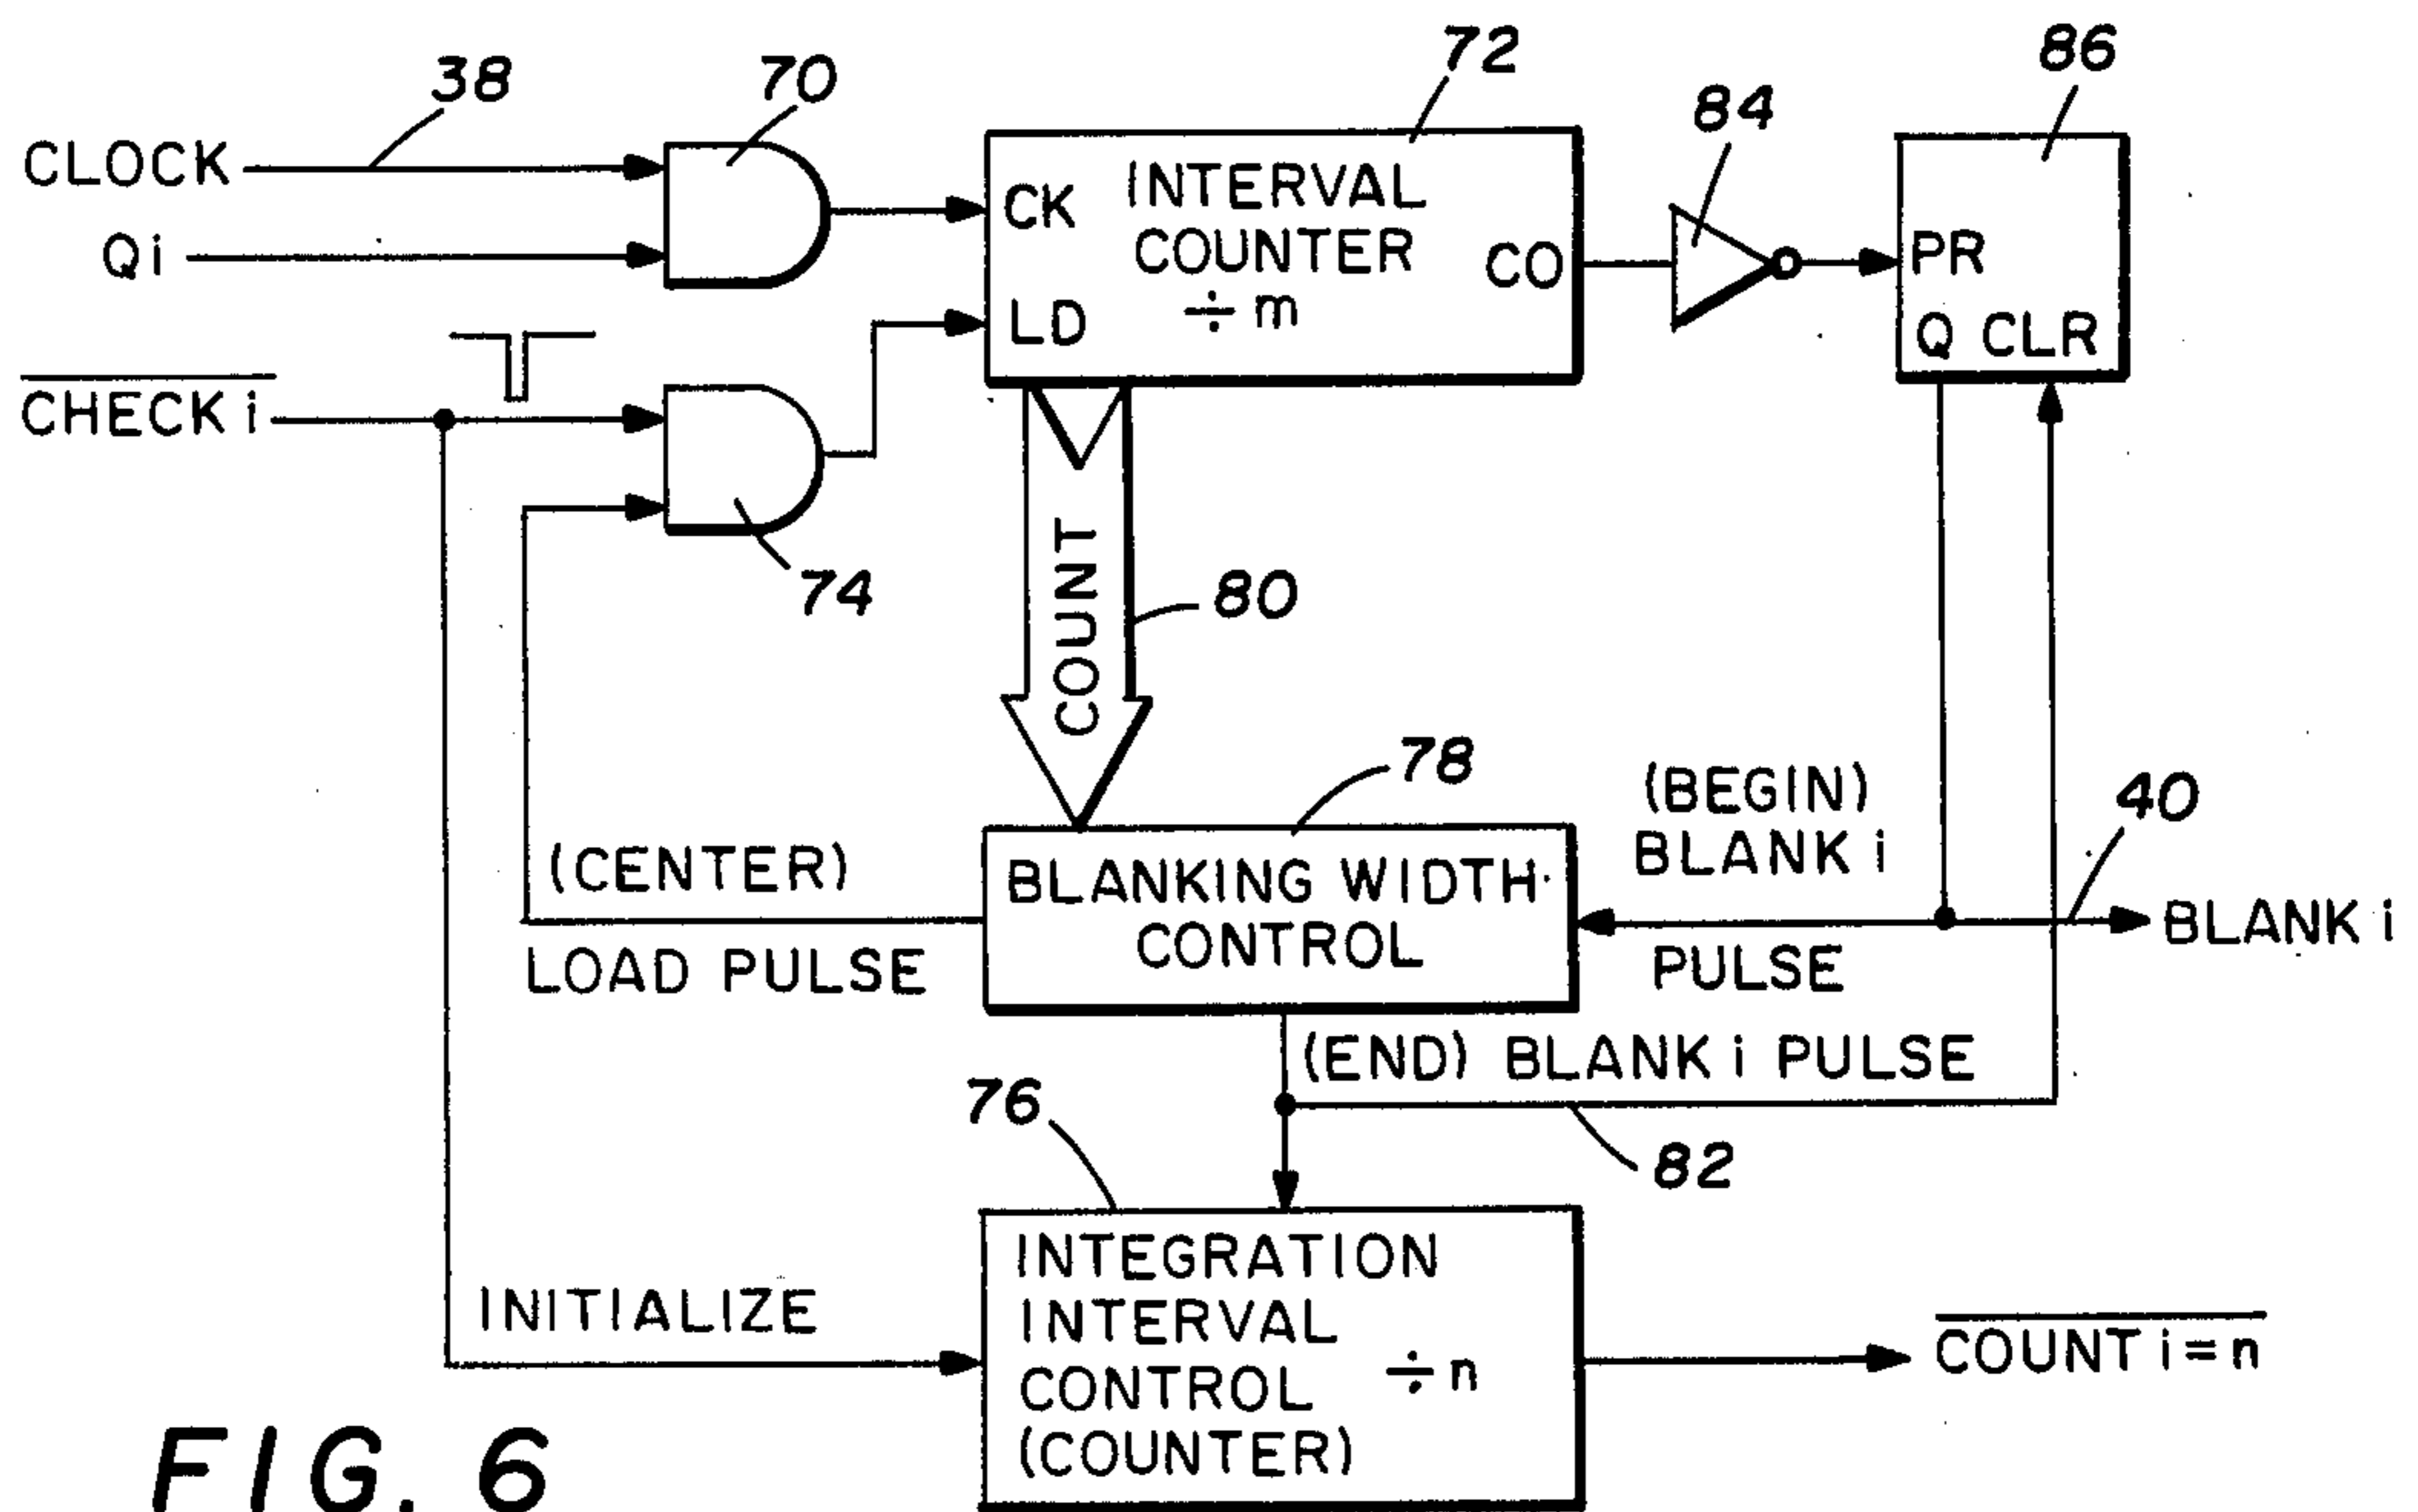 38
70
72
84
86
CLOCK
Qi
CK
INTERVAL
COUNTER
÷ m
CO
LD
PR
Q CLR
C̅H̅E̅C̅K̅ i̅
74
COUNT
80
78
(BEGIN)
BLANK i
PULSE
40
BLANK i
(CENTER)
LOAD PULSE
BLANKING WIDTH
CONTROL
(END) BLANK i PULSE
82
76
INITIALIZE
INTEGRATION
INTERVAL
CONTROL ÷ n
(COUNTER)
C̅O̅U̅N̅T̅ i̅=̅n̅
FIG. 6